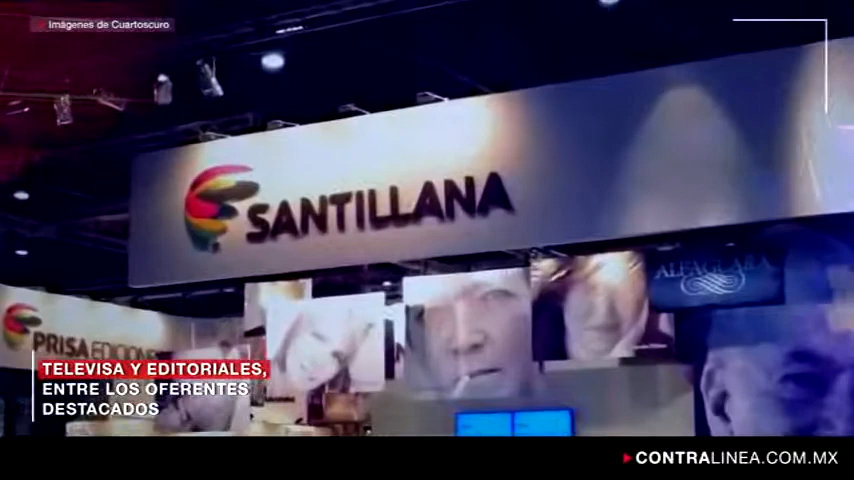 Imágenes de Cuartoscuro
SANTILLANA
ALFAGUARA
PRISA EDICIONES
TELEVISA Y EDITORIALES,
ENTRE LOS OFERENTES
DESTACADOS
CONTRALINEA.COM.MX